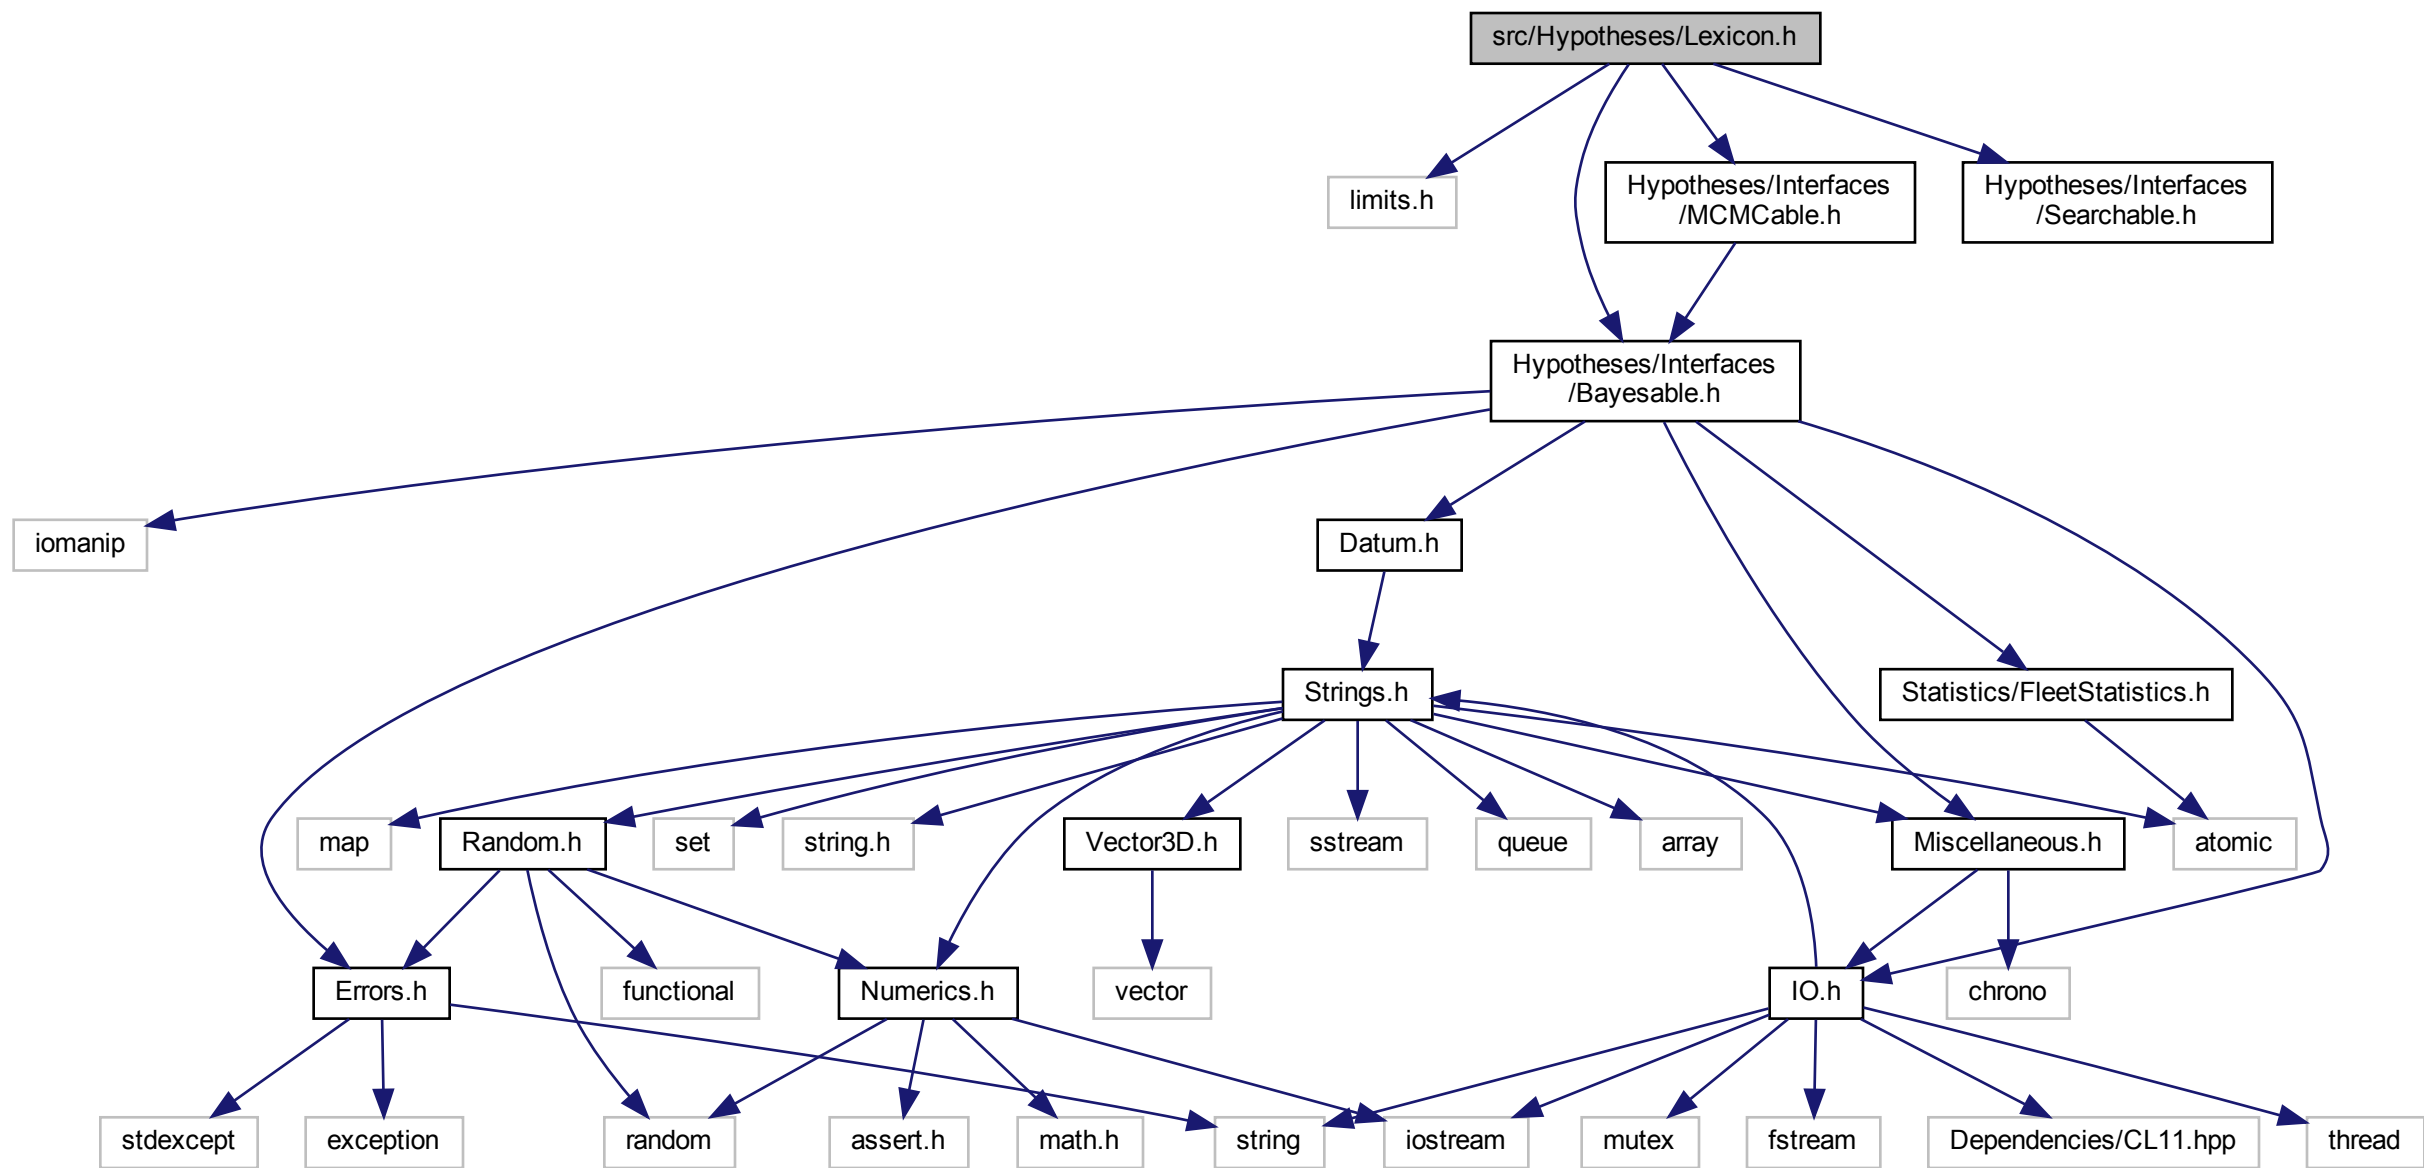 src/Hypotheses/Lexicon.h
limits.h
Hypotheses/Interfaces
/MCMCable.h
Hypotheses/Interfaces
/Searchable.h
Hypotheses/Interfaces
/Bayesable.h
iomanip
Datum.h
Strings.h
Statistics/FleetStatistics.h
map
Random.h
set
string.h
Vector3D.h
sstream
queue
array
Miscellaneous.h
atomic
Errors.h
functional
Numerics.h
vector
IO.h
chrono
stdexcept
exception
random
assert.h
math.h
string
iostream
mutex
fstream
Dependencies/CL11.hpp
thread